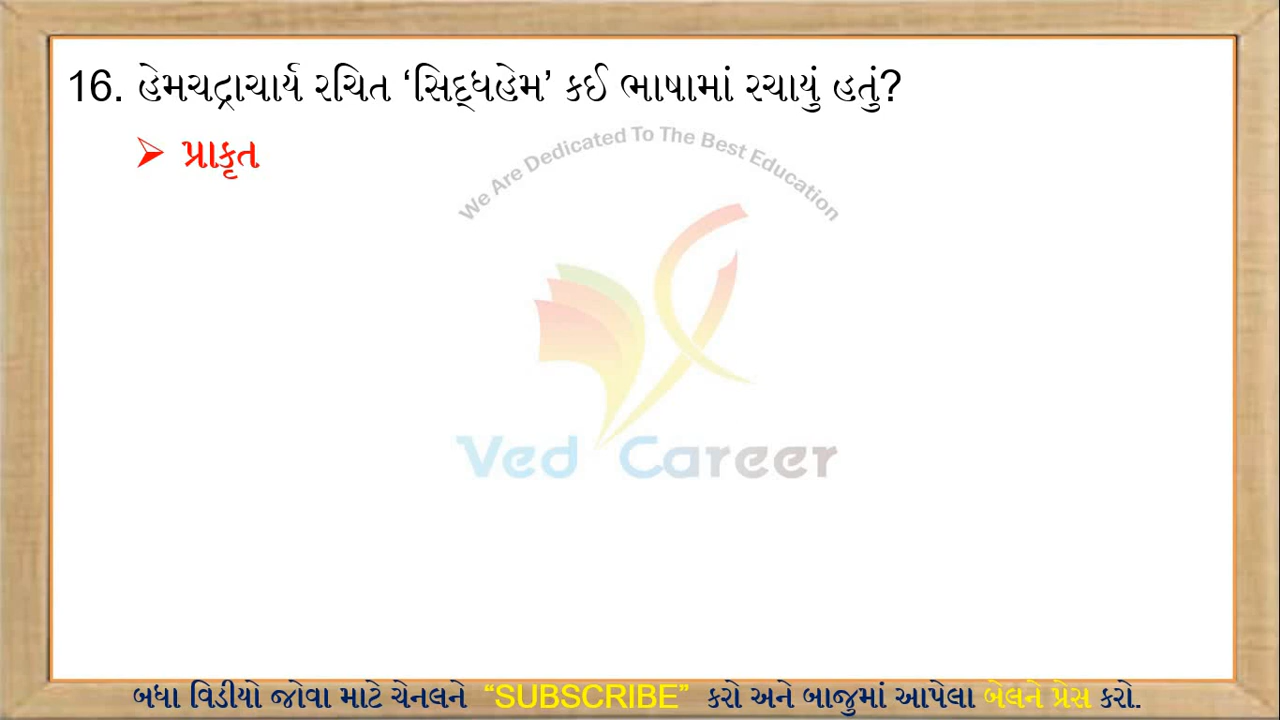 16. હેમચદ્રાચાર્ય રચિત ‘સિદ્ધહેમ’ કઈ ભાષામાં રચાયું હતું?
➢ પ્રાકૃત
We Are Dedicated To The Best Education
Ved Career
બધા વિડીયો જોવા માટે ચેનલને “SUBSCRIBE” કરો અને બાજુમાં આપેલા બેલને પ્રેસ કરો.